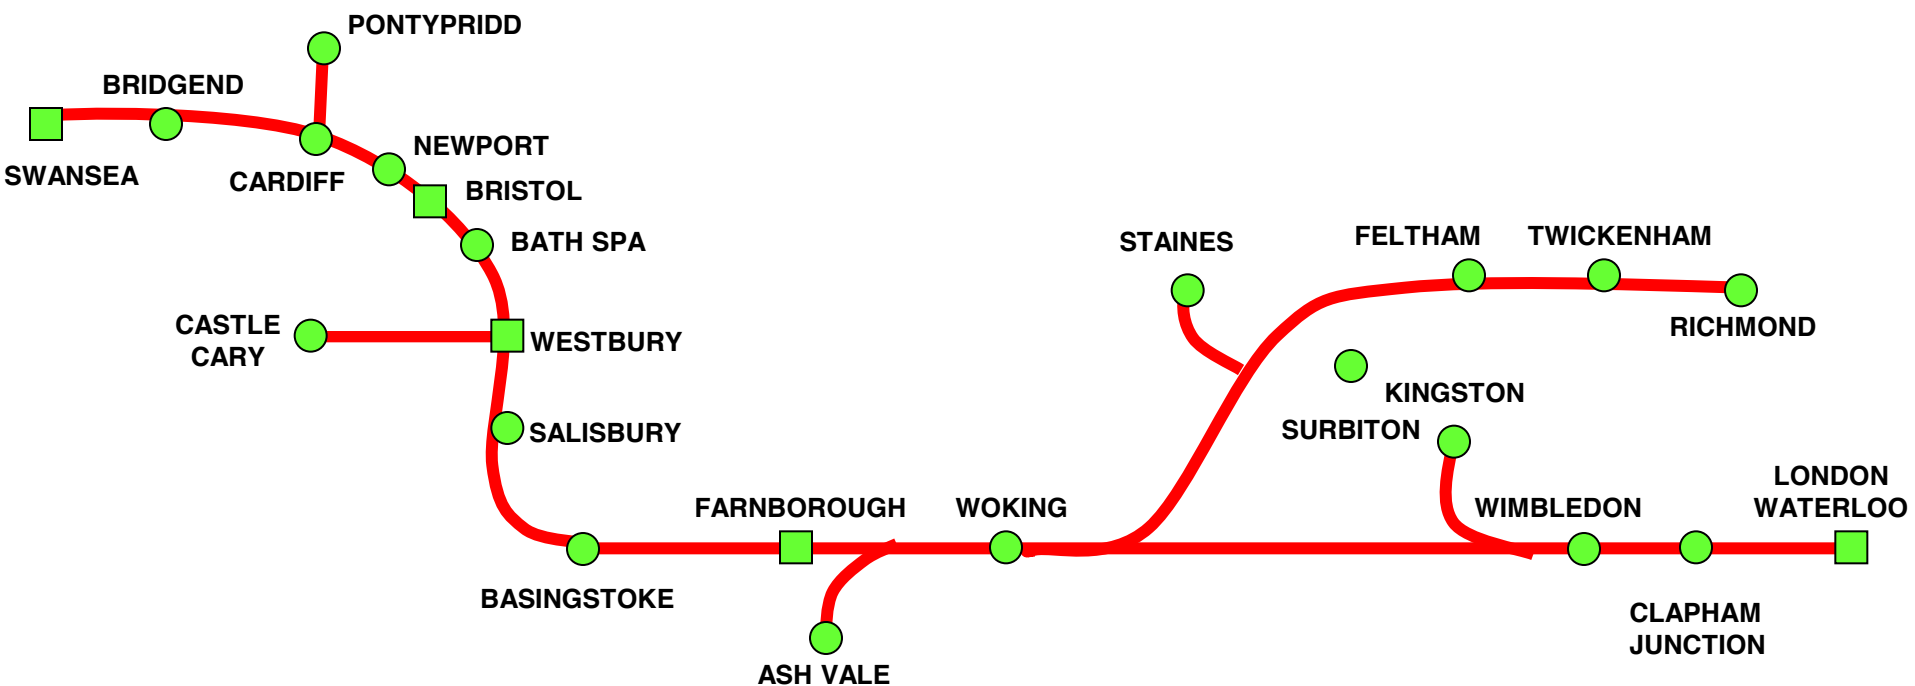 PONTYPRIDD
BRIDGEND
NEWPORT
SWANSEA
CARDIFF
BRISTOL
BATH SPA
STAINES
FELTHAM
TWICKENHAM
CASTLE
CARY
WESTBURY
RICHMOND
KINGSTON
SURBITON
SALISBURY
LONDON
WATERLOO
FARNBOROUGH
WOKING
WIMBLEDON
BASINGSTOKE
CLAPHAM
JUNCTION
ASH VALE